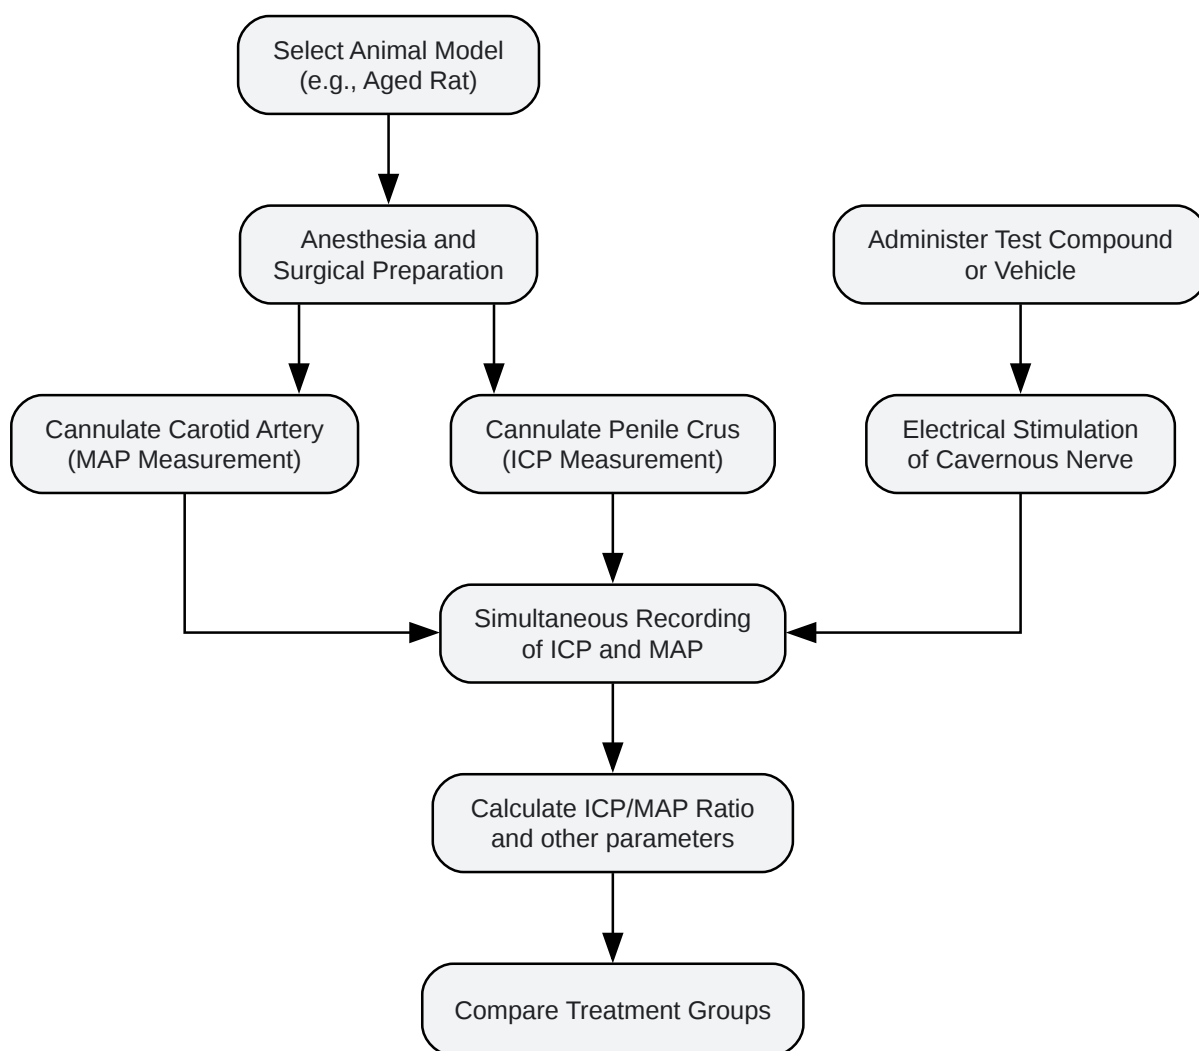 Select Animal Model
(e.g., Aged Rat)
Anesthesia and
Surgical Preparation
Administer Test Compound
or Vehicle
Cannulate Carotid Artery
(MAP Measurement)
Cannulate Penile Crus
(ICP Measurement)
Electrical Stimulation
of Cavernous Nerve
Simultaneous Recording
of ICP and MAP
Calculate ICP/MAP Ratio
and other parameters
Compare Treatment Groups